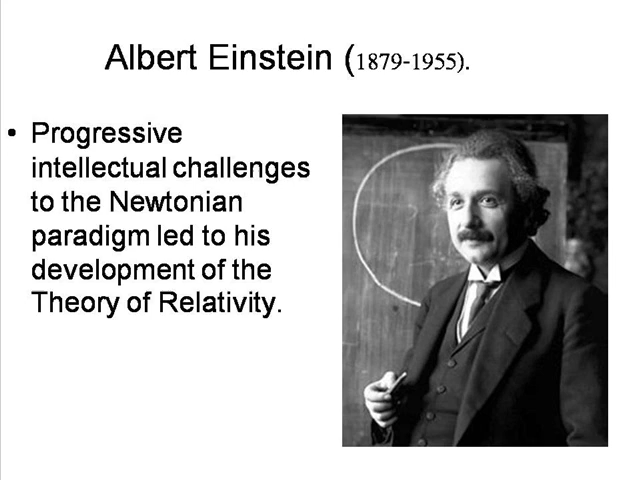 Albert Einstein (1879-1955).
• Progressive
intellectual challenges
to the Newtonian
paradigm led to his
development of the
Theory of Relativity.